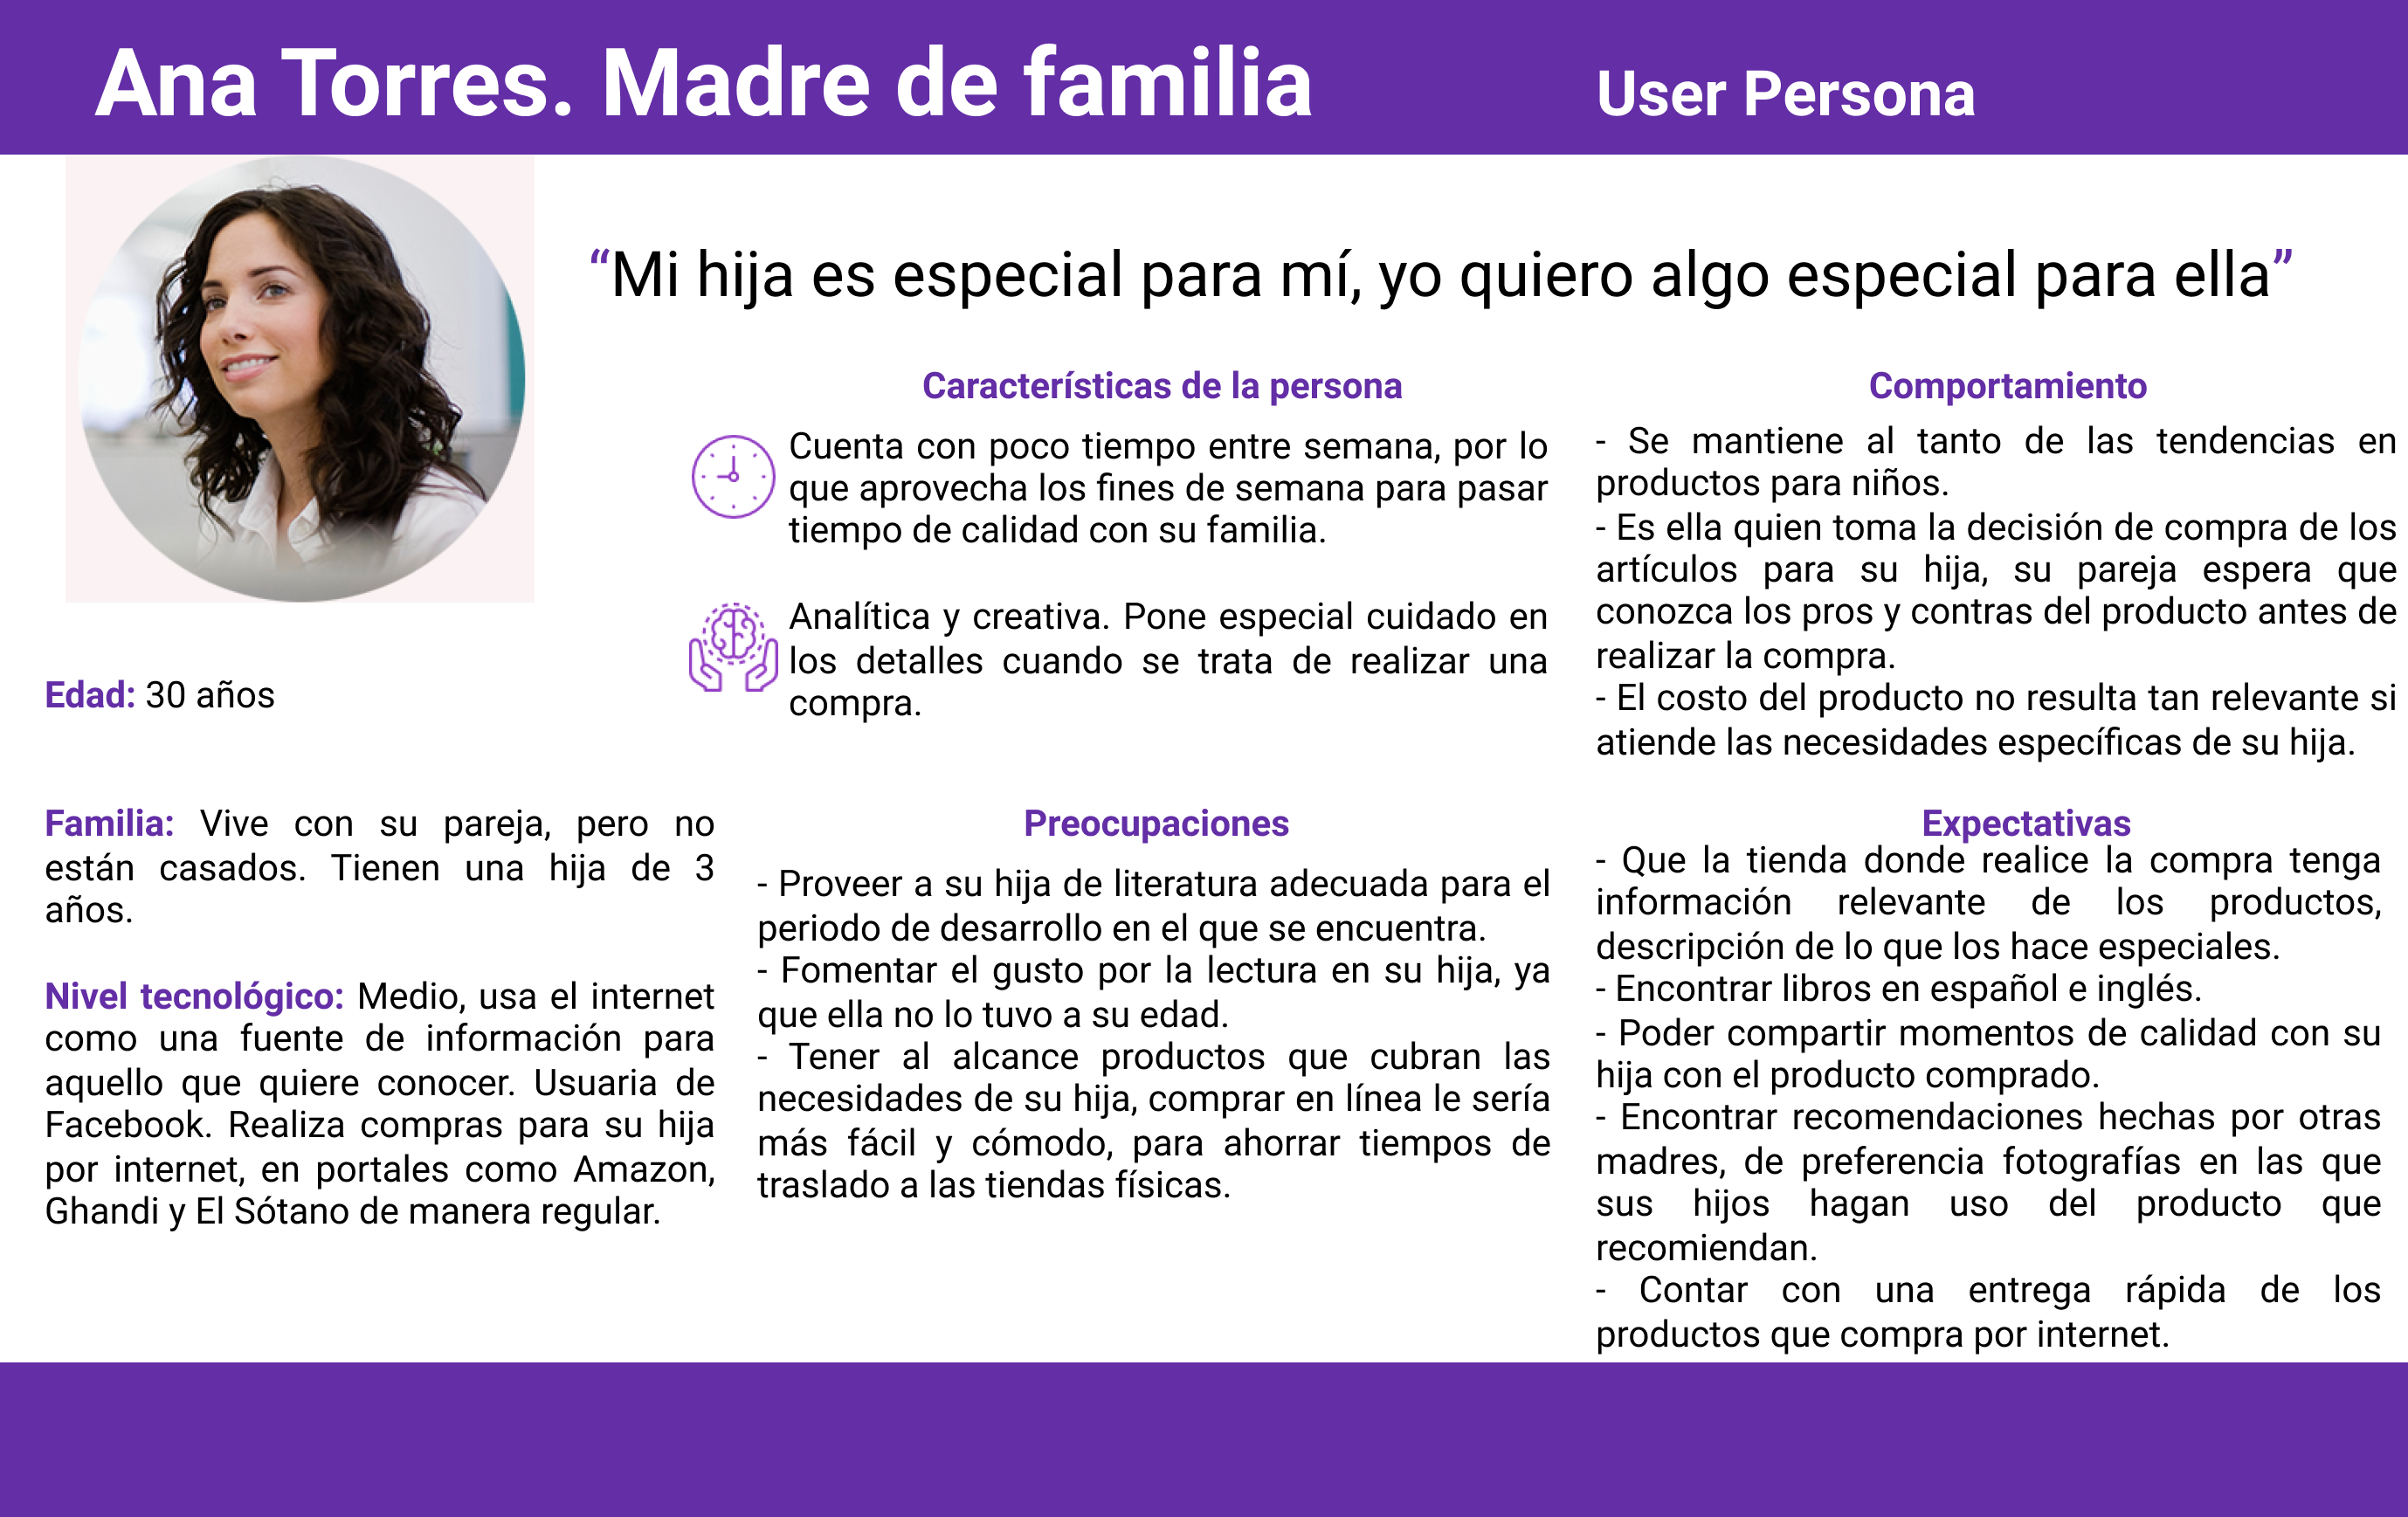 Ana Torres. Madre de familia
User Persona
“Mi hija es especial para mí, yo quiero algo especial para ella”
Edad: 30 años
Familia: Vive con su pareja, pero no
están casados. Tienen una hija de 3
años.
Nivel tecnológico: Medio, usa el internet
como una fuente de información para
aquello que quiere conocer. Usuaria de
Facebook. Realiza compras para su hija
por internet, en portales como Amazon,
Ghandi y El Sótano de manera regular.
Características de la persona
Cuenta con poco tiempo entre semana, por lo
que aprovecha los fines de semana para pasar
tiempo de calidad con su familia.
Analítica y creativa. Pone especial cuidado en
los detalles cuando se trata de realizar una
compra.
Preocupaciones
- Proveer a su hija de literatura adecuada para el
periodo de desarrollo en el que se encuentra.
- Fomentar el gusto por la lectura en su hija, ya
que ella no lo tuvo a su edad.
- Tener al alcance productos que cubran las
necesidades de su hija, comprar en línea le sería
más fácil y cómodo, para ahorrar tiempos de
traslado a las tiendas físicas.
Comportamiento
- Se mantiene al tanto de las tendencias en
productos para niños.
- Es ella quien toma la decisión de compra de los
artículos para su hija, su pareja espera que
conozca los pros y contras del producto antes de
realizar la compra.
- El costo del producto no resulta tan relevante si
atiende las necesidades específicas de su hija.
Expectativas
- Que la tienda donde realice la compra tenga
información relevante de los productos,
descripción de lo que los hace especiales.
- Encontrar libros en español e inglés.
- Poder compartir momentos de calidad con su
hija con el producto comprado.
- Encontrar recomendaciones hechas por otras
madres, de preferencia fotografías en las que
sus hijos hagan uso del producto que
recomiendan.
- Contar con una entrega rápida de los
productos que compra por internet.